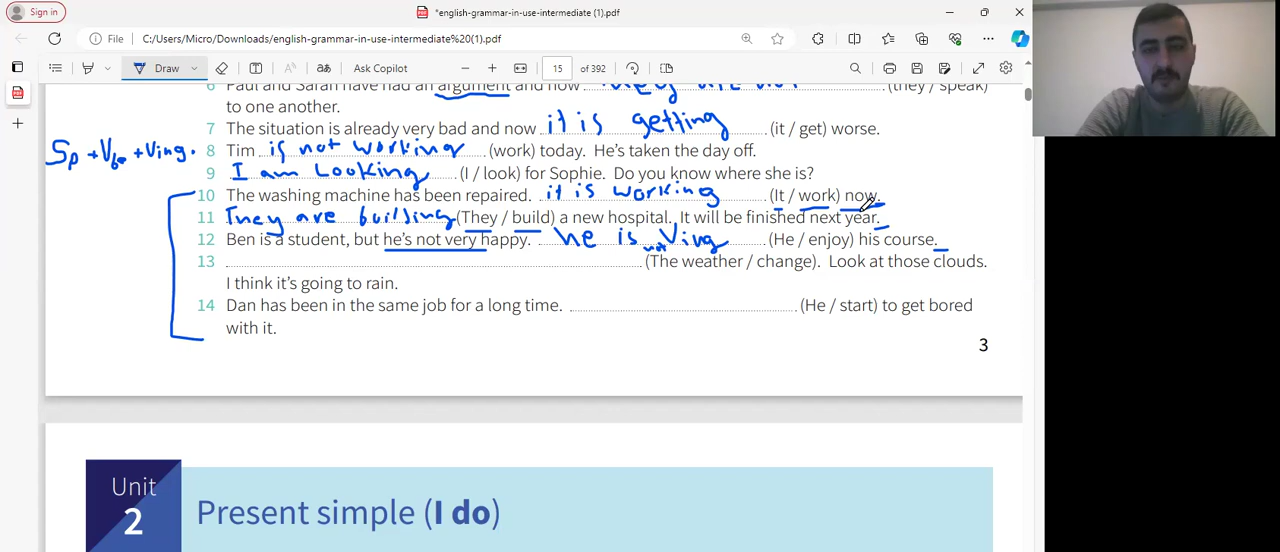 Sign in
*english-grammar-in-use-intermediate (1).pdf
File C:/Users/Micro/Downloads/english-grammar-in-use-intermediate%20(1).pdf
Draw Ask Copilot 15 of 392
6 Paul and Sarah have had an argument and now they are not (they / speak)
to one another.
7 The situation is already very bad and now it is getting (it / get) worse.
Sp + Vbe + Ving.
8 Tim is not working (work) today. He's taken the day off.
9 I am Looking (I / look) for Sophie. Do you know where she is?
10 The washing machine has been repaired. it is working (It / work) now.
11 They are building (They / build) a new hospital. It will be finished next year.
12 Ben is a student, but he's not very happy. he is not Ving (He / enjoy) his course.
13 (The weather / change). Look at those clouds.
I think it's going to rain.
14 Dan has been in the same job for a long time. (He / start) to get bored
with it.
3
Unit
2
Present simple (I do)